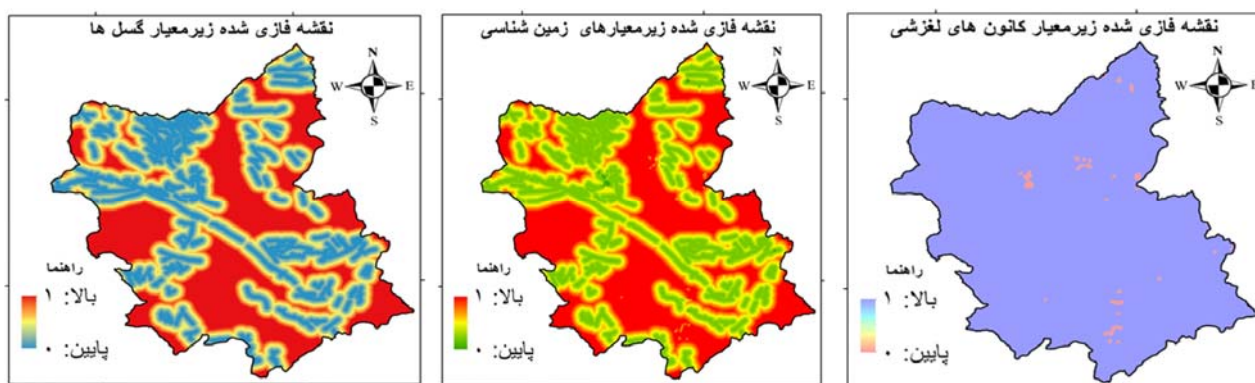 نقشه فازی شده زیرمعیار گسل ها
N
W E
S
راهنما
بالا: ۱
پایین: ۰
نقشه فازی شده زیرمعیارهای زمین شناسی
N
W E
S
راهنما
بالا: ۱
پایین: ۰
نقشه فازی شده زیرمعیار کانون های لغزشی
N
W E
S
راهنما
بالا: ۱
پایین: ۰